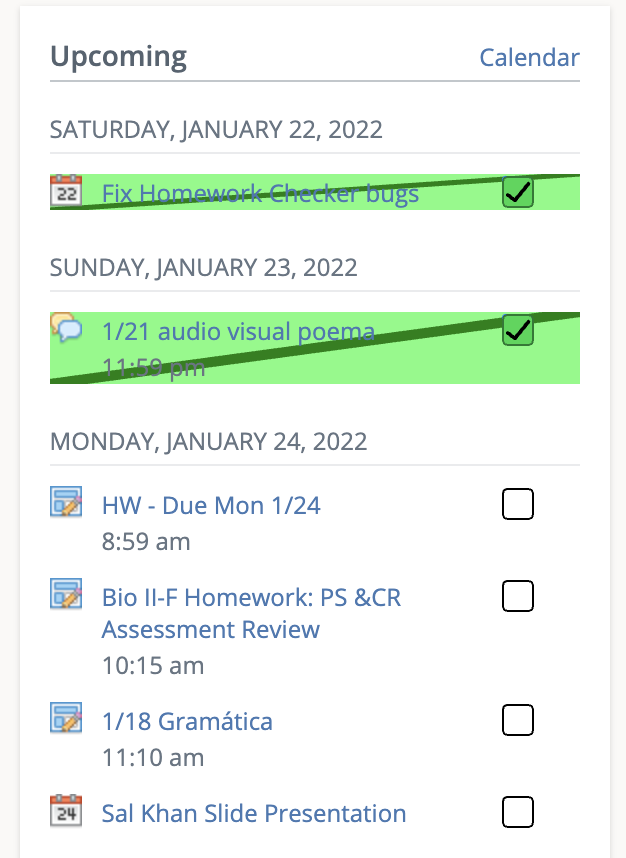 Upcoming
Calendar
SATURDAY, JANUARY 22, 2022
22 Fix Homework Checker bugs
SUNDAY, JANUARY 23, 2022
1/21 audio visual poema
11:59 pm
MONDAY, JANUARY 24, 2022
HW - Due Mon 1/24
8:59 am
Bio II-F Homework: PS &CR
Assessment Review
10:15 am
1/18 Gramática
11:10 am
24 Sal Khan Slide Presentation